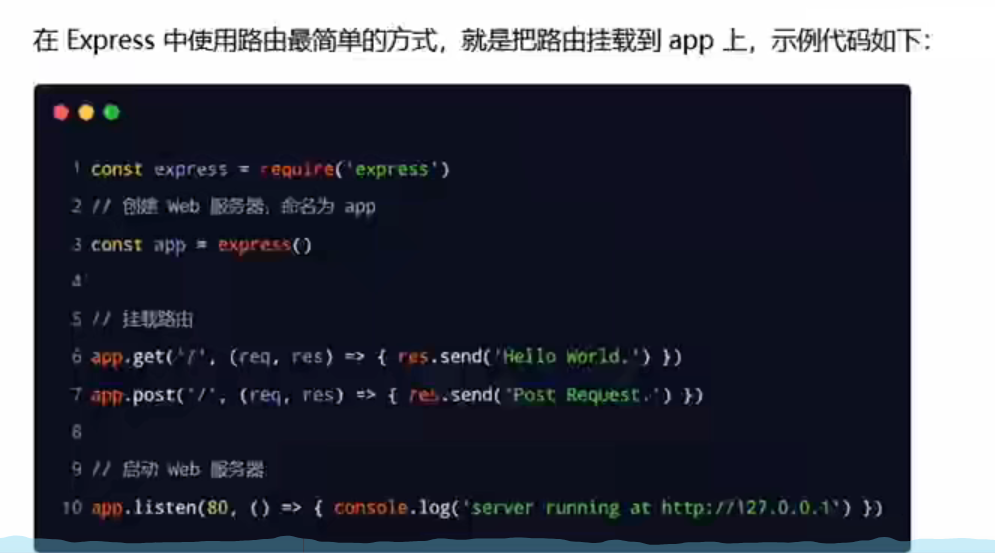 在 Express 中使用路由最简单的方式，就是把路由挂载到 app 上，示例代码如下：
1 const express = require('express')
2 // 创建 Web 服务器，命名为 app
3 const app = express()
4
5 // 挂载路由
6 app.get('/', (req, res) => { res.send('Hello World.') })
7 app.post('/', (req, res) => { res.send('Post Request.') })
8
9 // 启动 Web 服务器
10 app.listen(80, () => { console.log('server running at http://127.0.0.1') })